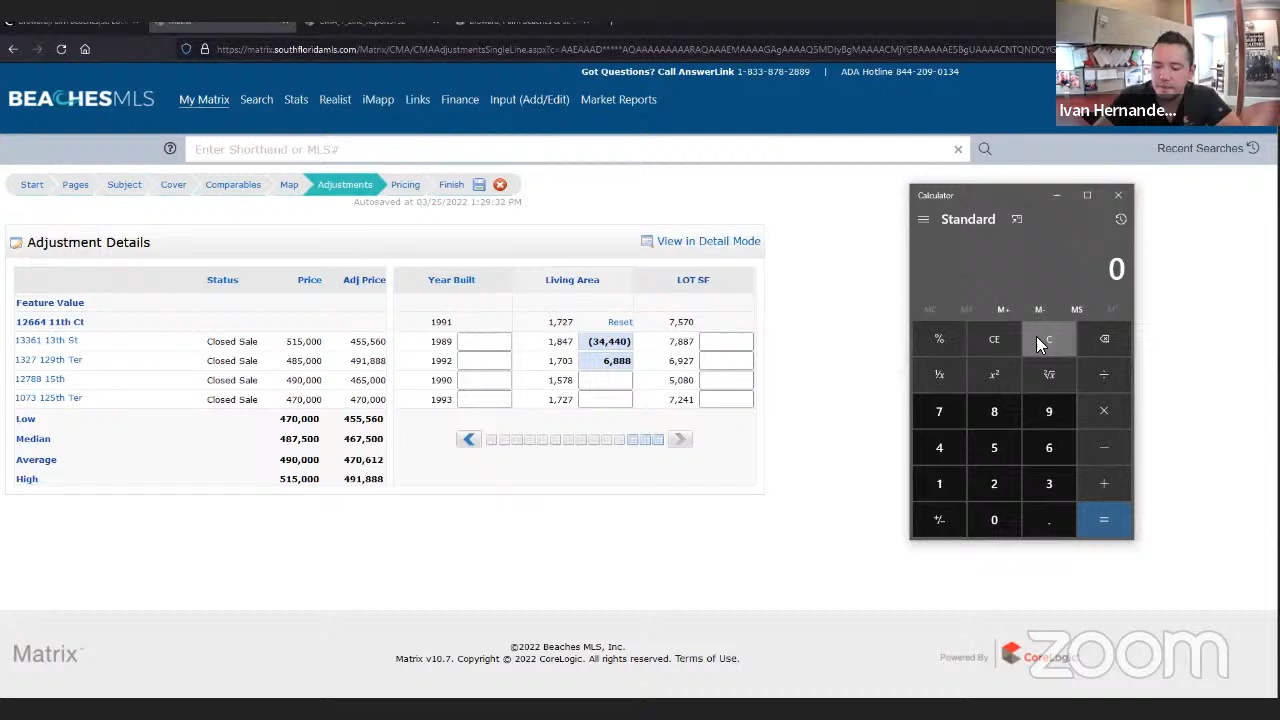 https://matrix.southfloridamls.com/Matrix/CMA/CMAAdjustmentsSingleLine.aspx
Got Questions? Call AnswerLink 1-833-878-2889 | ADA Hotline 844-209-0134
BEACHESMLS
My Matrix Search Stats Realist iMapp Links Finance Input (Add/Edit) Market Reports
Ivan Hernande...
Enter Shorthand or MLS#
Recent Searches
Start Pages Subject Cover Comparables Map Adjustments Pricing Finish
Autosaved at 03/25/2022 1:29:32 PM
Adjustment Details
View in Detail Mode
Status Price Adj Price Year Built Living Area LOT SF
Feature Value
12664 11th Ct 1991 1,727 Reset 7,570
13361 13th St Closed Sale 515,000 455,560 1989 1,847 (34,440) 7,887
1327 129th Ter Closed Sale 485,000 491,888 1992 1,703 6,888 6,927
12788 15th Closed Sale 490,000 465,000 1990 1,578 5,080
1073 125th Ter Closed Sale 470,000 470,000 1993 1,727 7,241
Low 470,000 455,560
Median 487,500 467,500
Average 490,000 470,612
High 515,000 491,888
Calculator
Standard
0
MC MR M+ M- MS
% CE C
¹/x x² ²√x ÷
7 8 9 ×
4 5 6 −
1 2 3 +
+/- 0 . =
Matrix
©2022 Beaches MLS, Inc.
Matrix v10.7. Copyright © 2022 CoreLogic. All rights reserved. Terms of Use.
Powered By CoreLogic
zoom